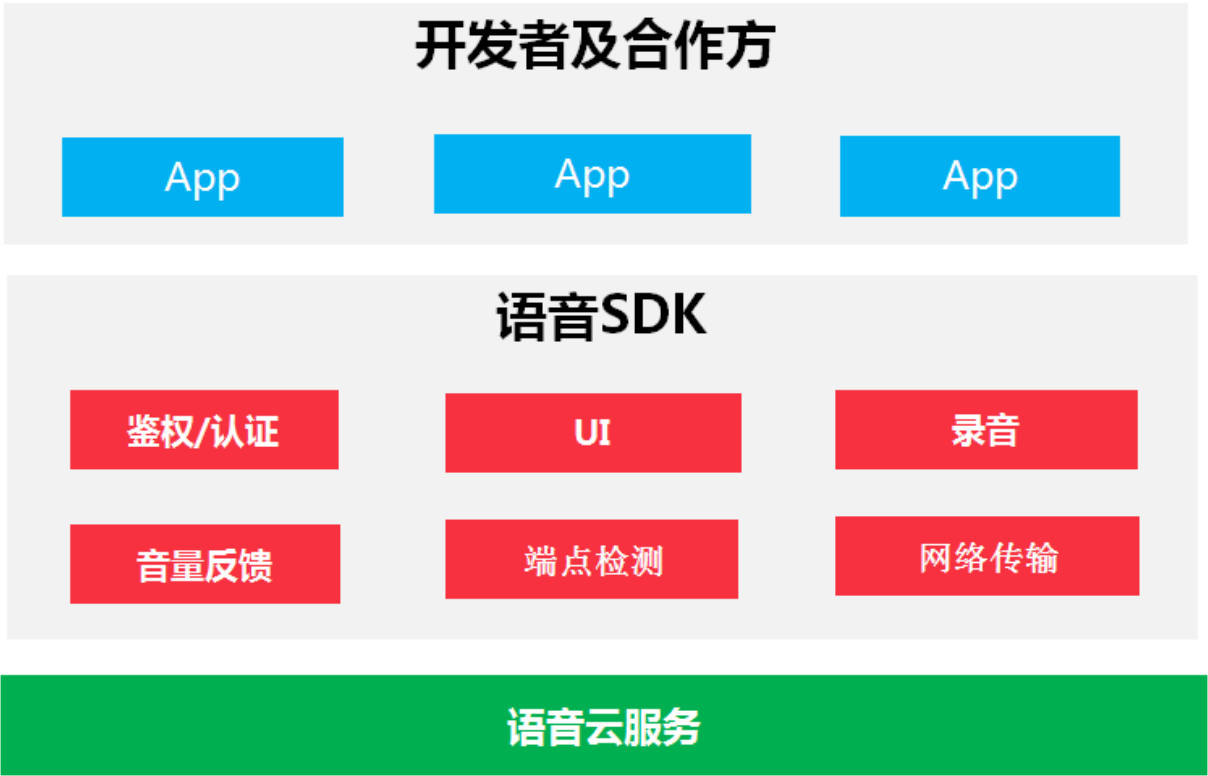 开发者及合作方
App App App
语音SDK
鉴权/认证 UI 录音
音量反馈 端点检测 网络传输
语音云服务